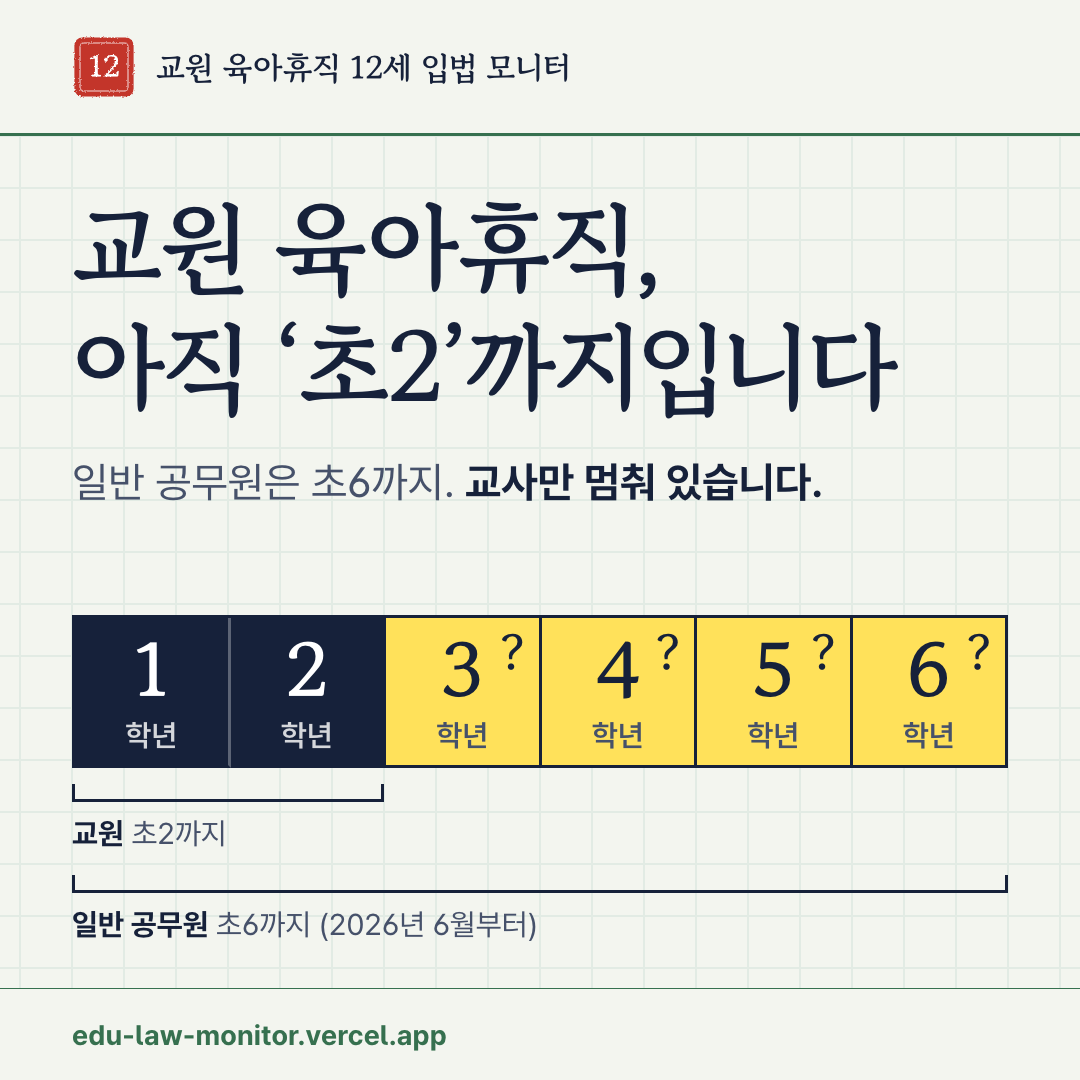 12
교원 육아휴직 12세 입법 모니터
교원 육아휴직,
아직 ‘초2’까지입니다
일반 공무원은 초6까지. 교사만 멈춰 있습니다.
1 2 3 ? 4 ? 5 ? 6 ?
학년 학년 학년 학년 학년 학년
교원 초2까지
일반 공무원 초6까지 (2026년 6월부터)
edu-law-monitor.vercel.app